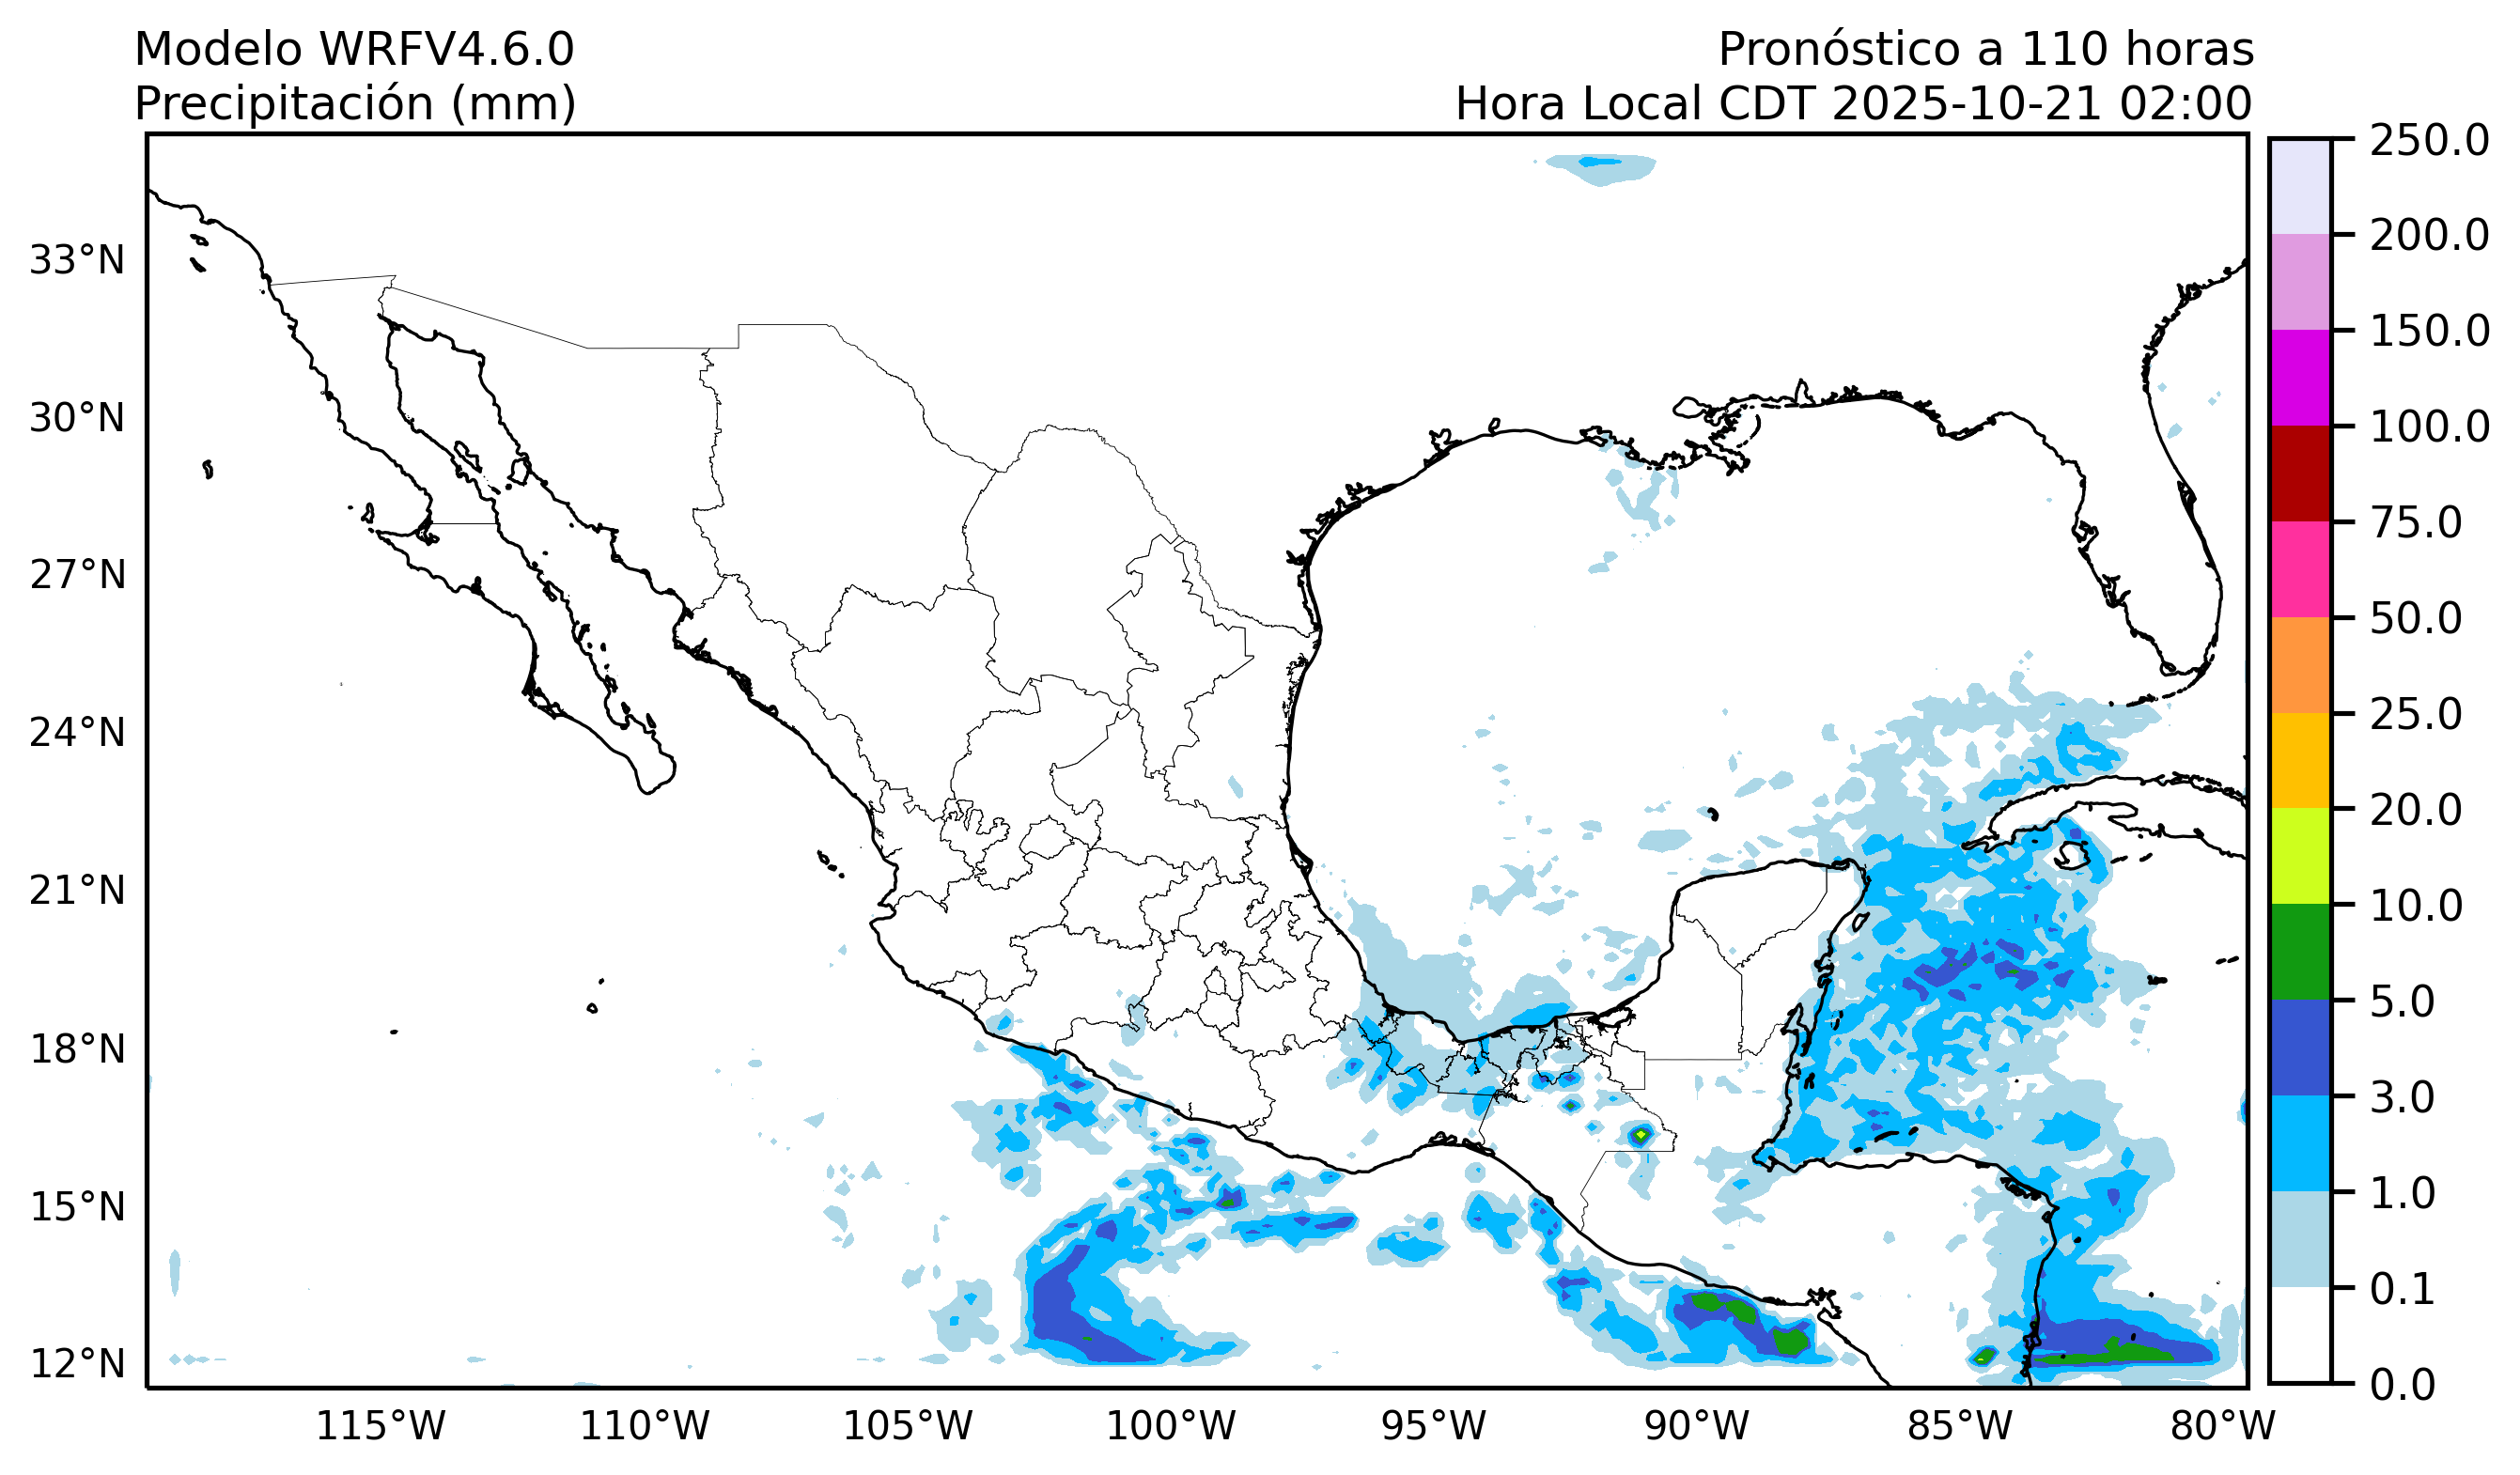 Modelo WRFV4.6.0
Precipitación (mm)
Pronóstico a 110 horas
Hora Local CDT 2025-10-21 02:00
33°N
30°N
27°N
24°N
21°N
18°N
15°N
12°N
115°W
110°W
105°W
100°W
95°W
90°W
85°W
80°W
250.0
200.0
150.0
100.0
75.0
50.0
25.0
20.0
10.0
5.0
3.0
1.0
0.1
0.0